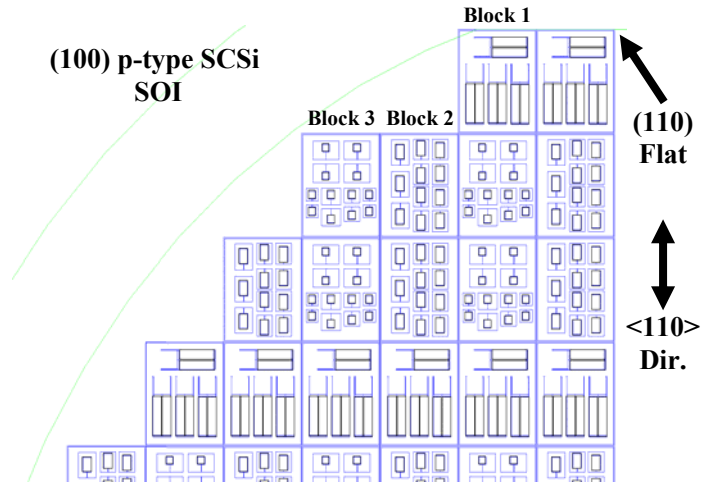 Block 1
(100) p-type SCSi
SOI
Block 3 Block 2
(110)
Flat
<110>
Dir.